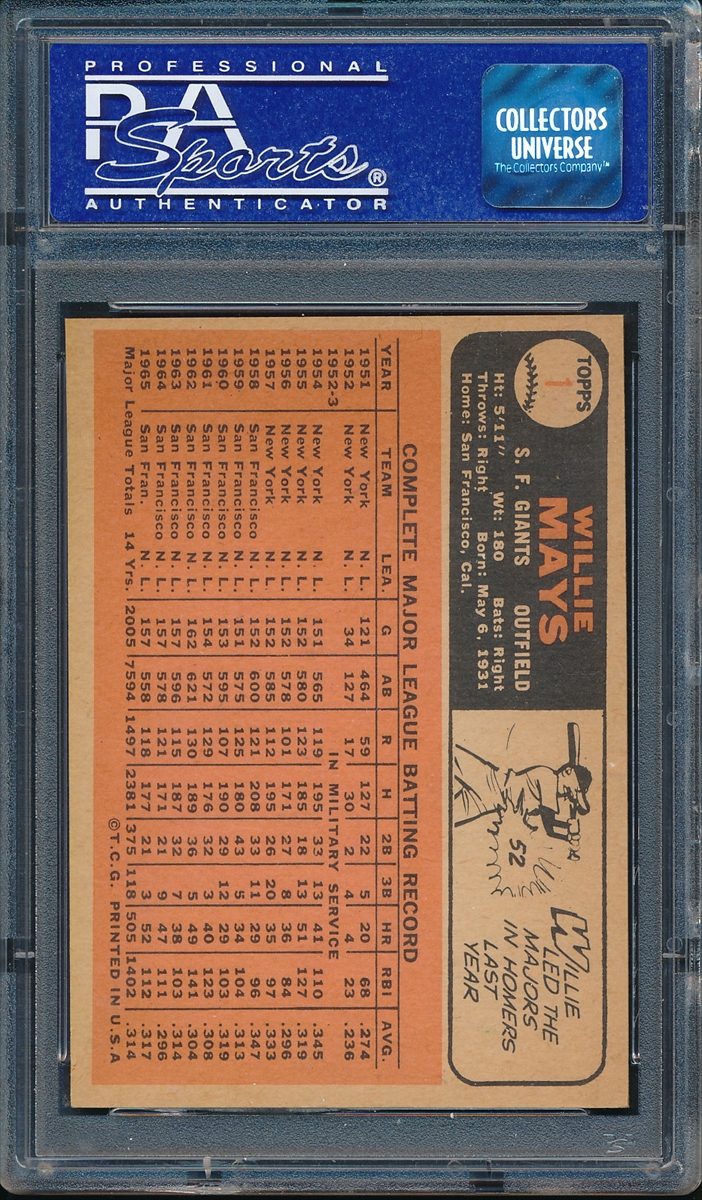 PROFESSIONAL
PSA
Sports®
AUTHENTICATOR
COLLECTORS
UNIVERSE
The Collectors Company™
TOPPS
1
WILLIE
MAYS
S. F. GIANTS OUTFIELD
Ht: 5'11" Wt: 180 Bats: Right
Throws: Right Born: May 6, 1931
Home: San Francisco, Cal.
52
WILLIE
LED THE
MAJORS
IN HOMERS
LAST
YEAR
COMPLETE MAJOR LEAGUE BATTING RECORD
YEAR TEAM LEA. G AB R H 2B 3B HR RBI AVG.
1951 New York N. L. 121 464 59 127 22 5 20 68 .274
1952 New York N. L. 34 127 17 30 2 4 4 23 .236
1952-3 IN MILITARY SERVICE
1954 New York N. L. 151 565 119 195 33 13 41 110 .345
1955 New York N. L. 152 580 123 185 18 13 51 127 .319
1956 New York N. L. 152 578 101 171 27 8 36 84 .296
1957 New York N. L. 152 585 112 195 26 20 35 97 .333
1958 San Francisco N. L. 152 600 121 208 33 11 29 96 .347
1959 San Francisco N. L. 151 575 125 180 43 5 34 104 .313
1960 San Francisco N. L. 153 595 107 190 29 12 29 103 .319
1961 San Francisco N. L. 154 572 129 176 32 3 40 123 .308
1962 San Francisco N. L. 162 621 130 189 36 5 49 141 .304
1963 San Francisco N. L. 157 596 115 187 32 7 38 103 .314
1964 San Francisco N. L. 157 578 121 171 21 9 47 111 .296
1965 San Fran. N. L. 157 558 118 177 21 3 52 112 .317
Major League Totals 14 Yrs. 2005 7594 1497 2381 375 118 505 1402 .314
©T.C.G. PRINTED IN U.S.A